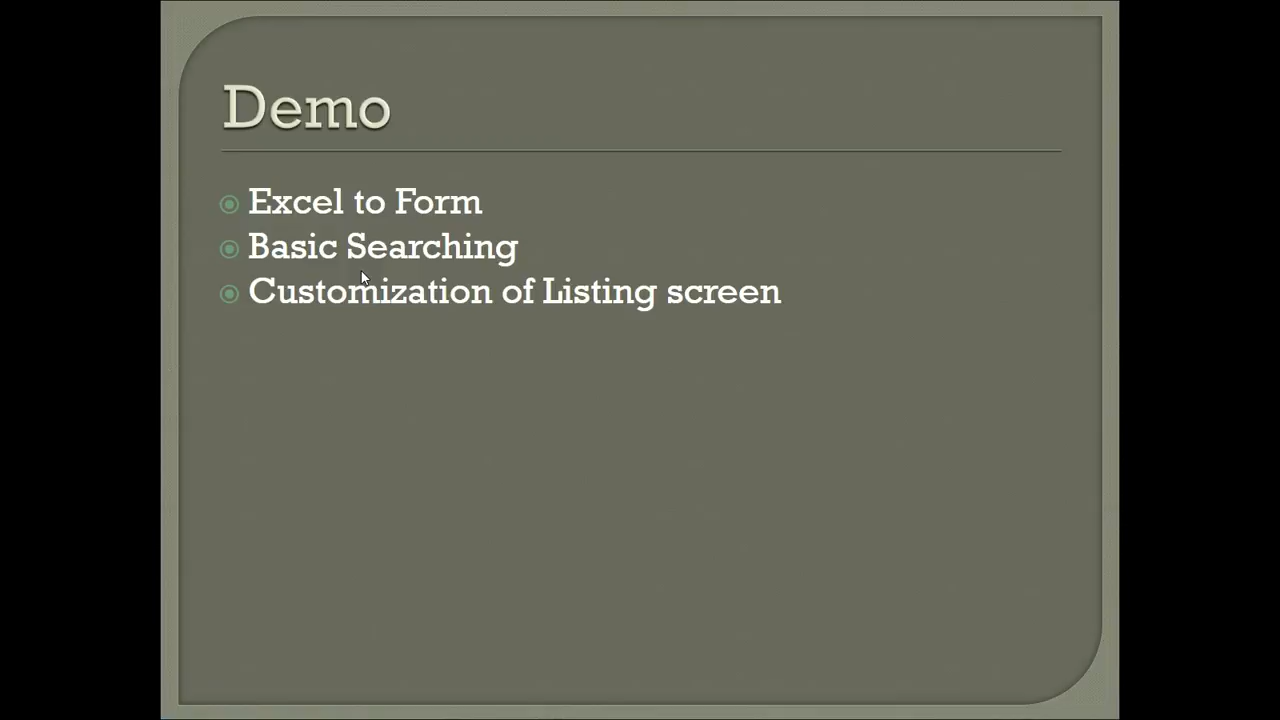 Demo
Excel to Form
Basic Searching
Customization of Listing screen